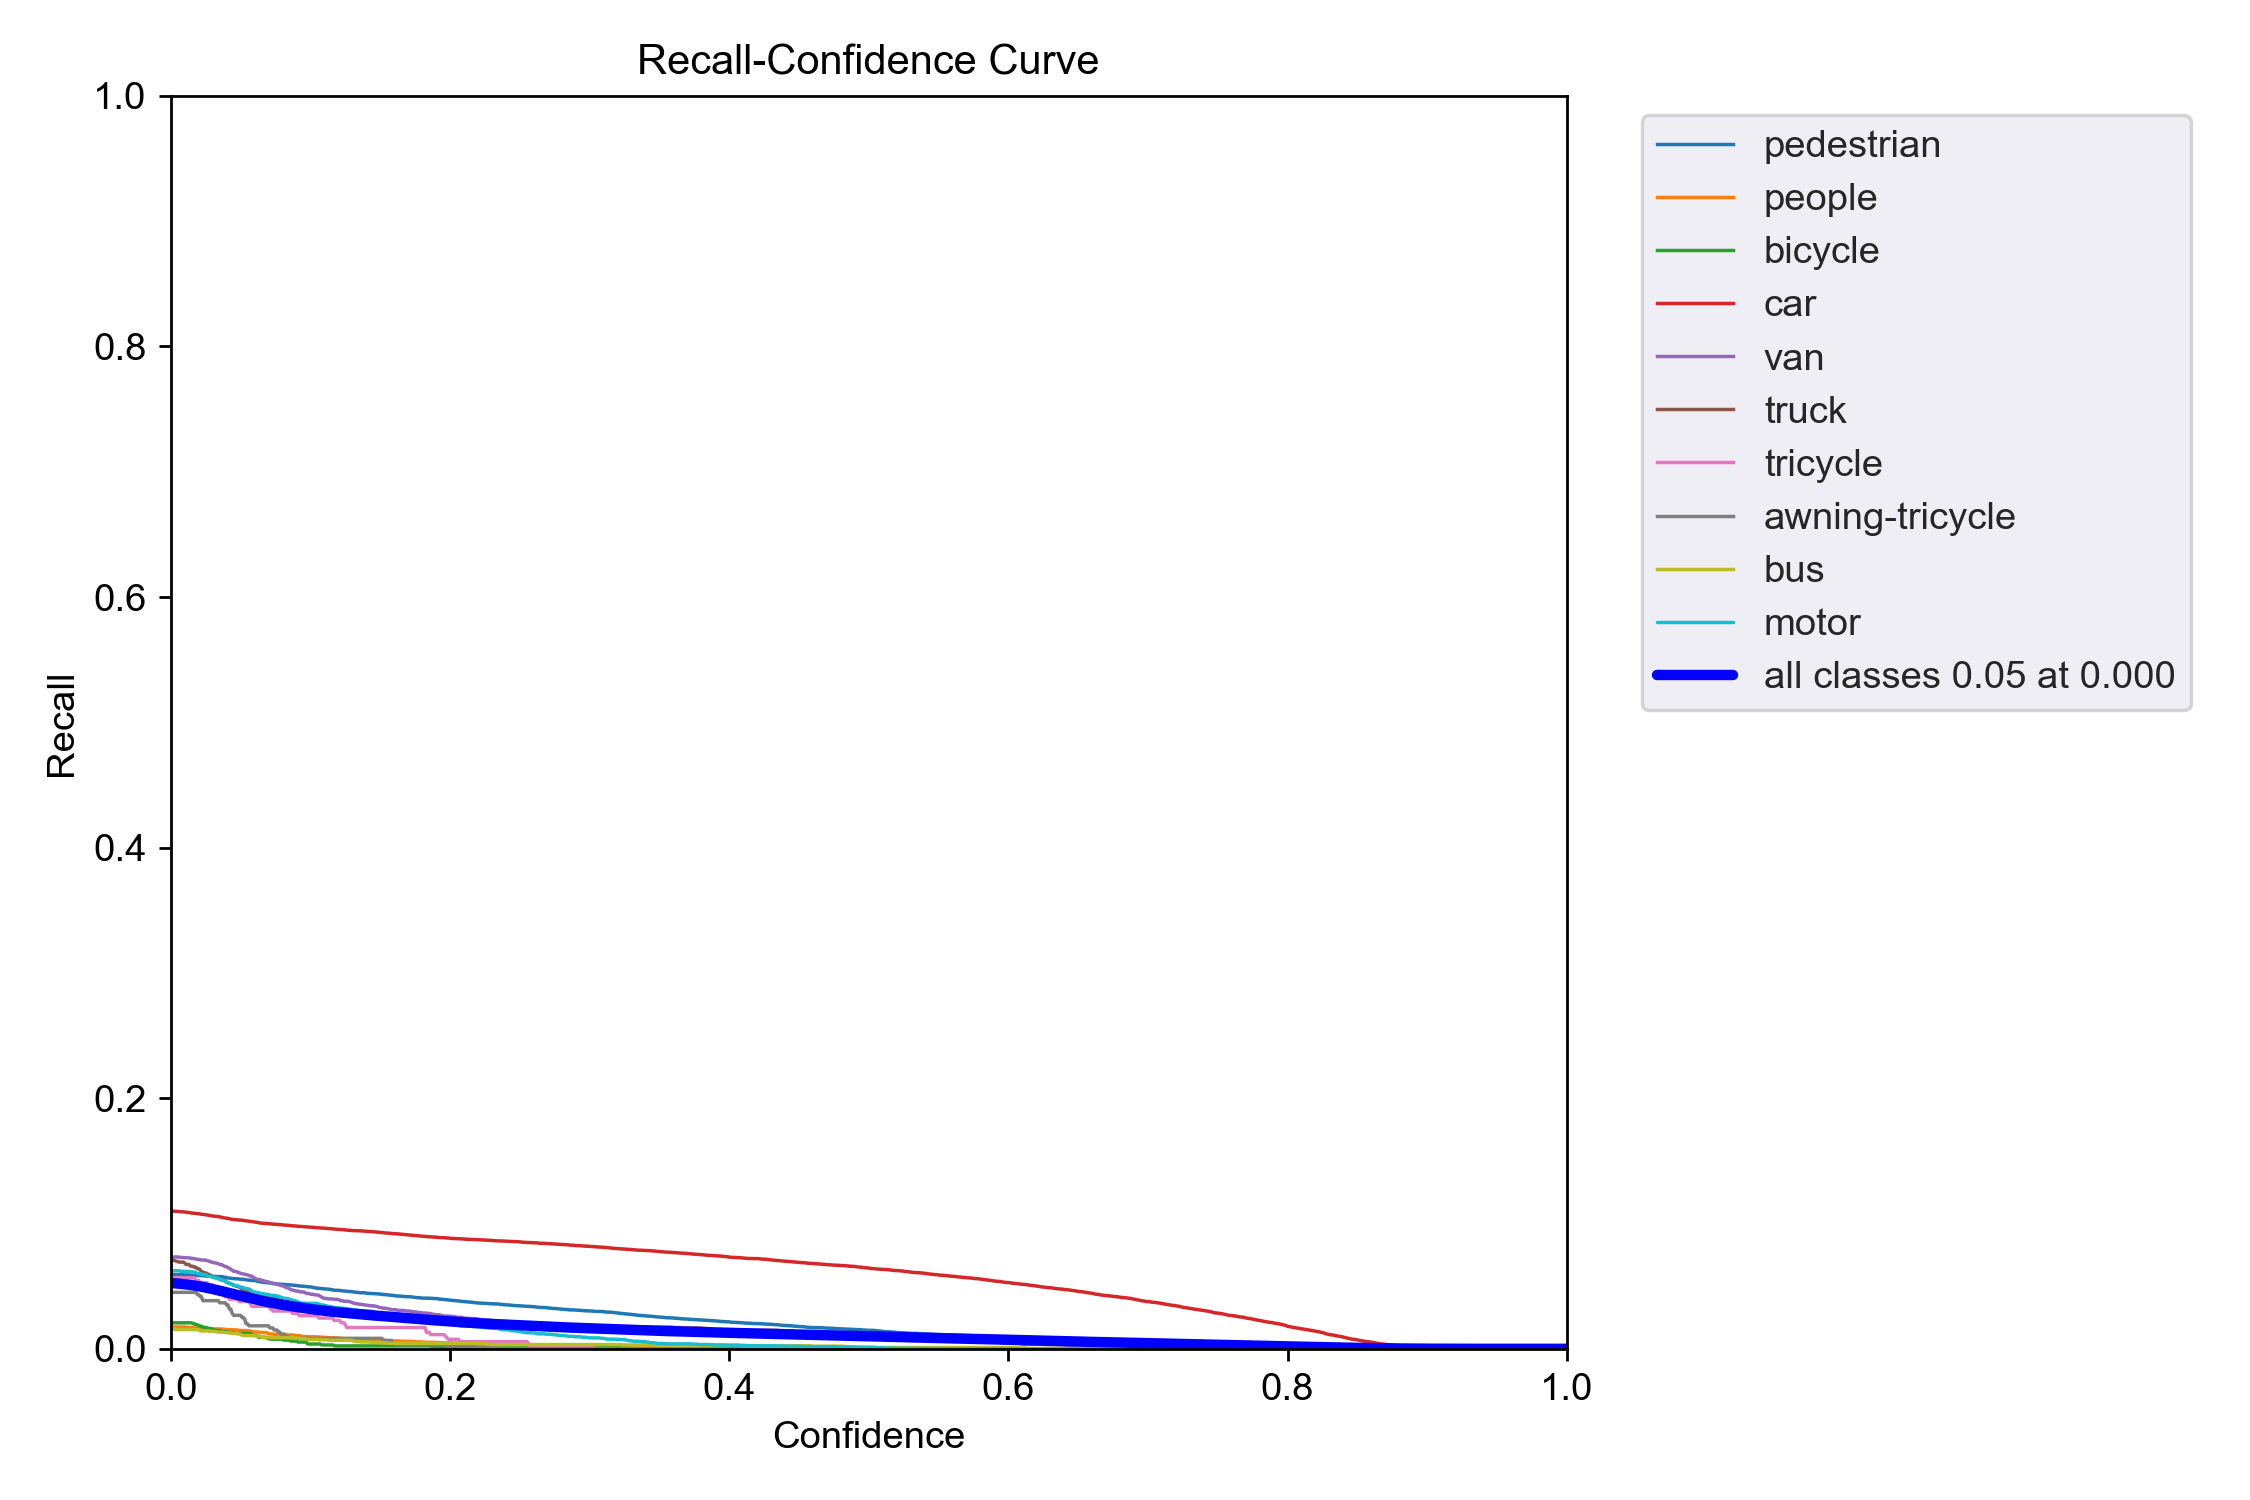 Recall-Confidence Curve
1.0
0.8
0.6
0.4
0.2
0.0
Recall
0.0 0.2 0.4 0.6 0.8 1.0
Confidence
pedestrian
people
bicycle
car
van
truck
tricycle
awning-tricycle
bus
motor
all classes 0.05 at 0.000